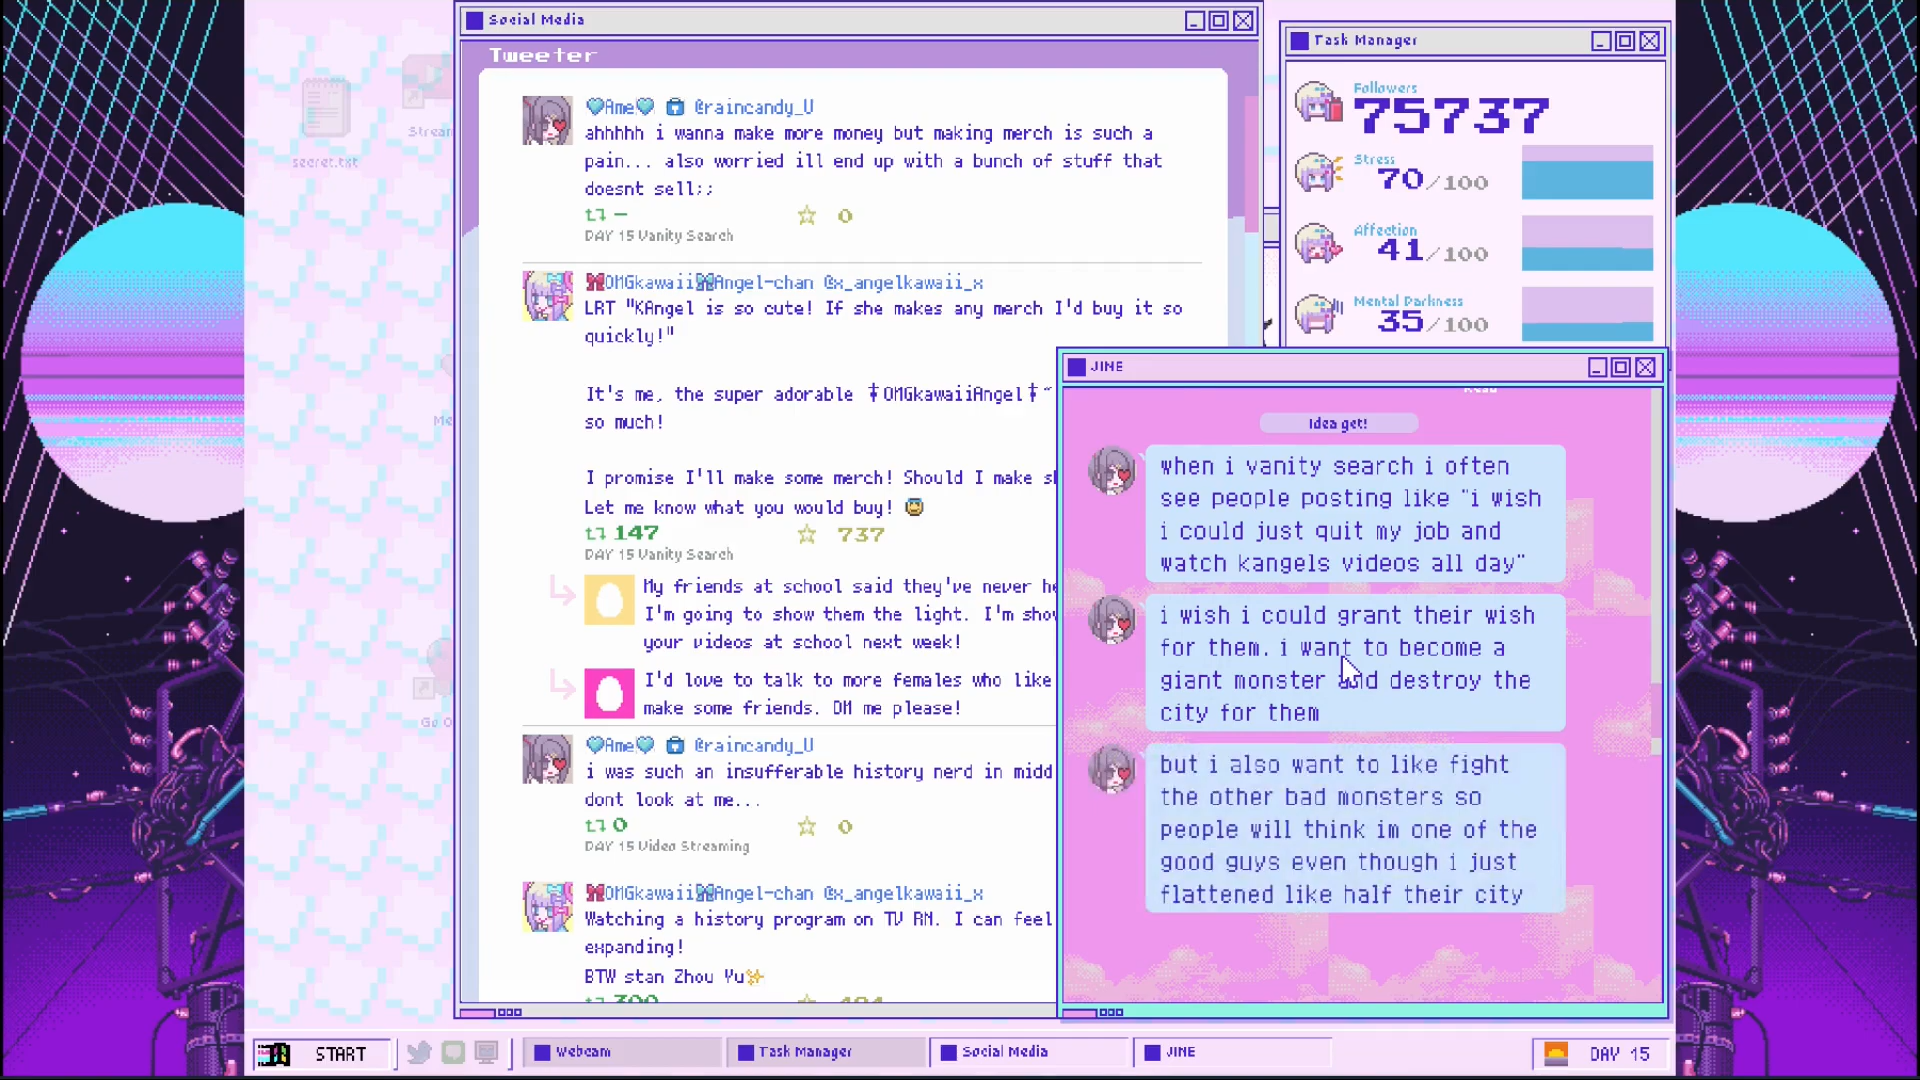 Social Media
Tweeter
Ame @raincandy_U
ahhhhh i wanna make more money but making merch is such a
pain... also worried ill end up with a bunch of stuff that
doesnt sell;;
–
0
DAY 15 Vanity Search
OMGkawaiiAngel-chan @x_angelkawaii_x
LRT "KAngel is so cute! If she makes any merch I'd buy it so
quickly!"
It's me, the super adorable ‡OMGkawaiiAngel‡~
so much!
I promise I'll make some merch! Should I make
Let me know what you would buy! 😇
147
737
DAY 15 Vanity Search
My friends at school said they've never
I'm going to show them the light. I'm
your videos at school next week!
I'd love to talk to more females who like
make some friends. DM me please!
Ame @raincandy_U
i was such an insufferable history nerd in
dont look at me...
0
0
DAY 15 Video Streaming
OMGkawaiiAngel-chan @x_angelkawaii_x
Watching a history program on TV RN. I can feel
expanding!
BTW stan Zhou Yu✨
300
Task Manager
Followers
75737
Stress
70/100
Affection
41/100
Mental Darkness
35/100
JINE
Read
Idea get!
when i vanity search i often
see people posting like "i wish
i could just quit my job and
watch kangels videos all day"
i wish i could grant their wish
for them. i want to become a
giant monster and destroy the
city for them
but i also want to like fight
the other bad monsters so
people will think im one of the
good guys even though i just
flattened like half their city
secret.txt
START
Webcam
Task Manager
Social Media
JINE
DAY 15